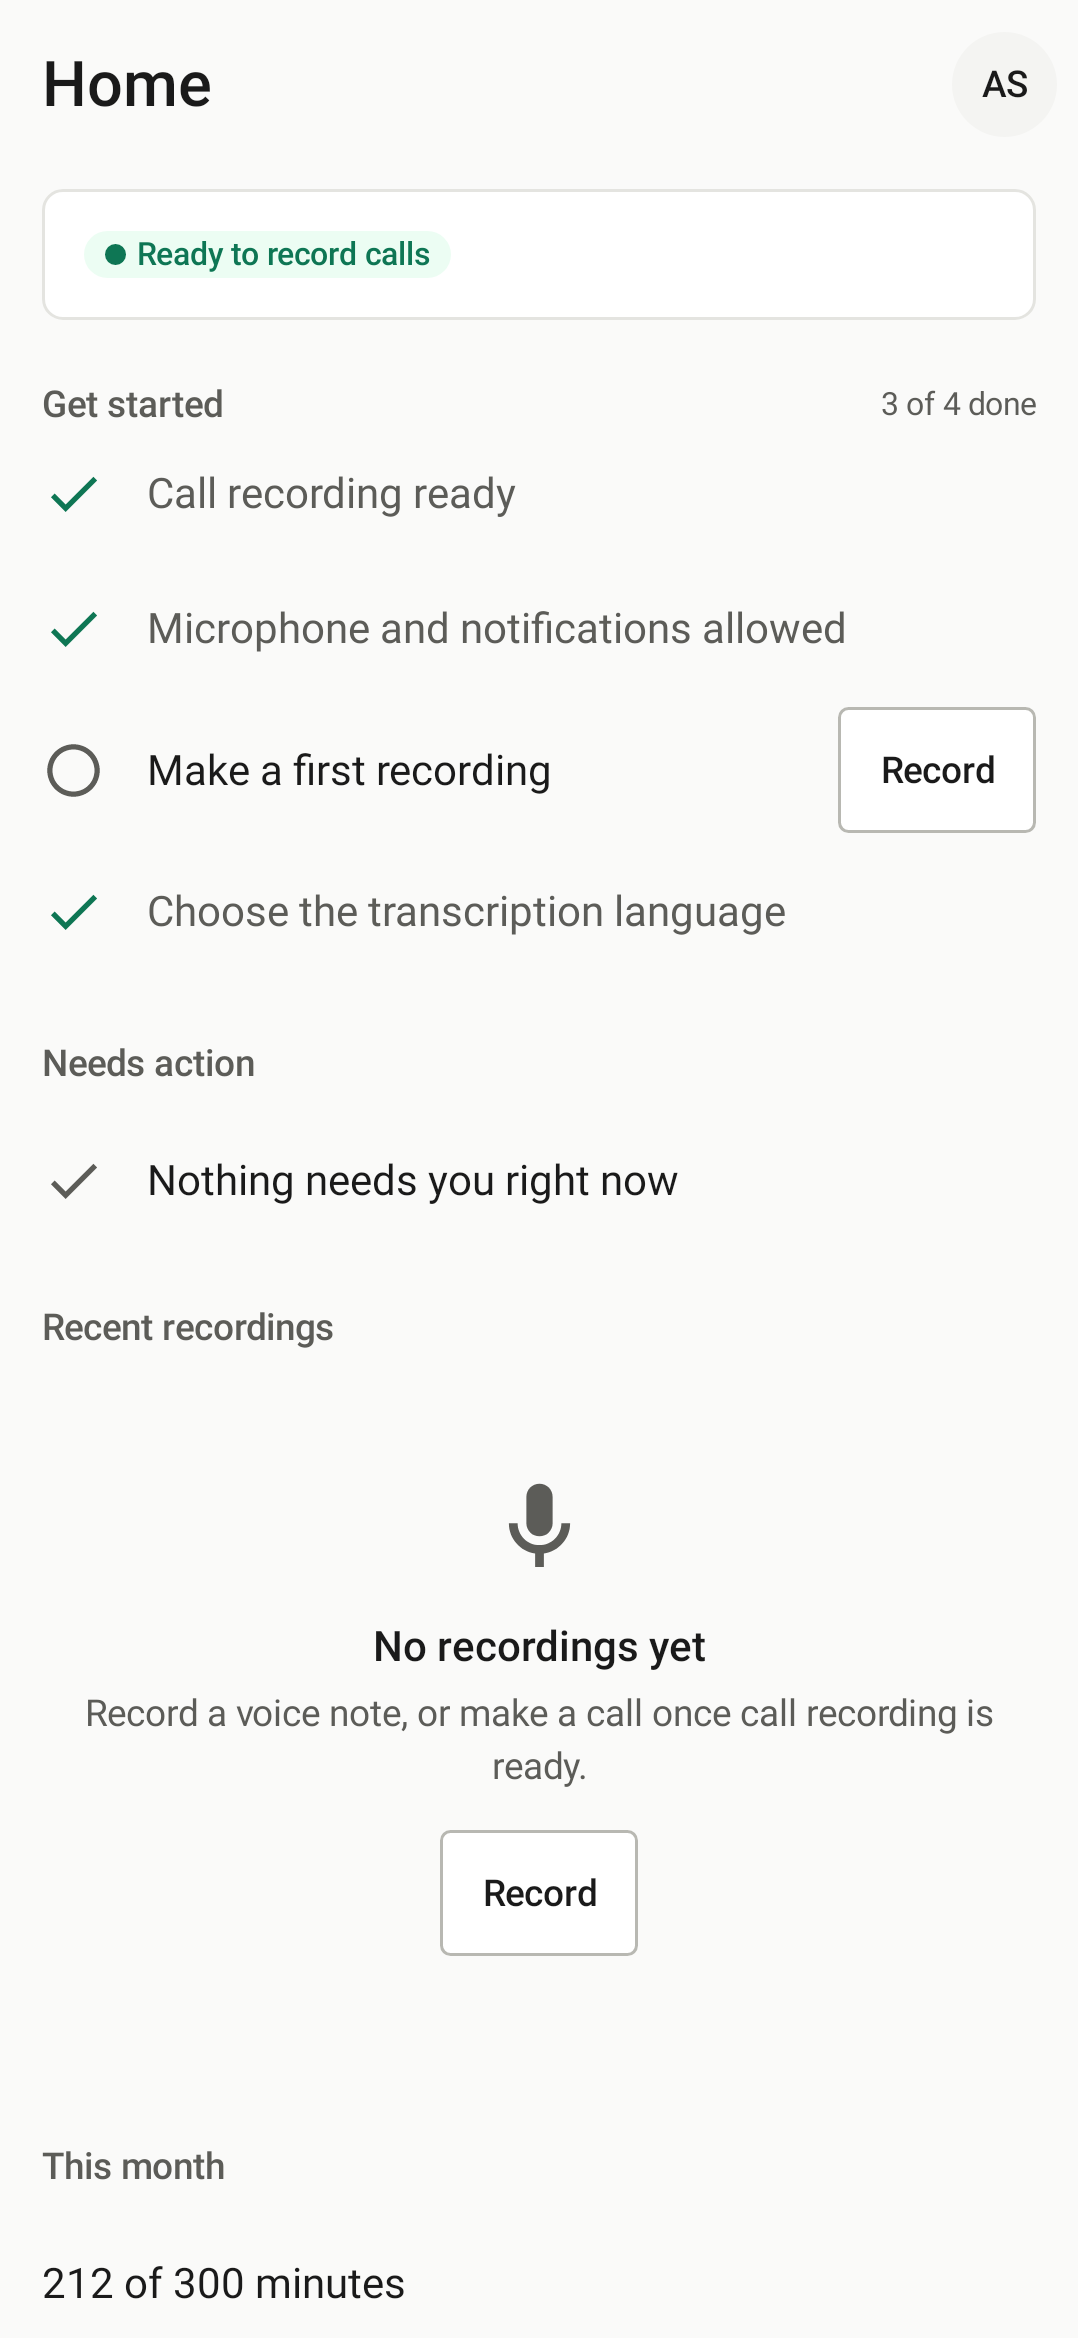 Home
AS
Ready to record calls
Get started
3 of 4 done
Call recording ready
Microphone and notifications allowed
Make a first recording
Record
Choose the transcription language
Needs action
Nothing needs you right now
Recent recordings
No recordings yet
Record a voice note, or make a call once call recording is
ready.
Record
This month
212 of 300 minutes